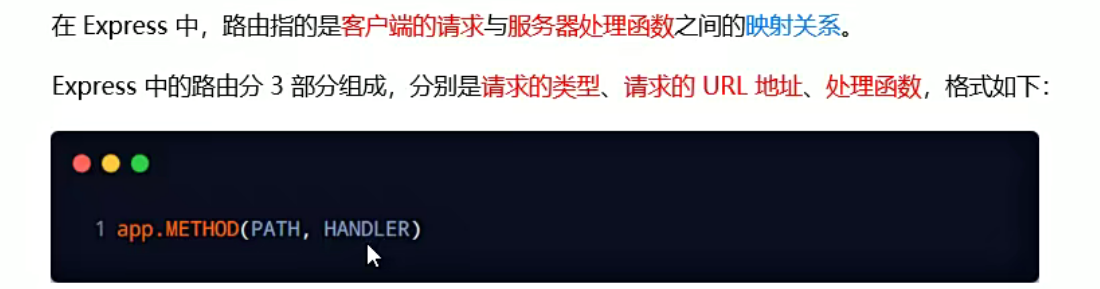 在 Express 中，路由指的是客户端的请求与服务器处理函数之间的映射关系。
Express 中的路由分 3 部分组成，分别是请求的类型、请求的 URL 地址、处理函数，格式如下：
1 app.METHOD(PATH, HANDLER)